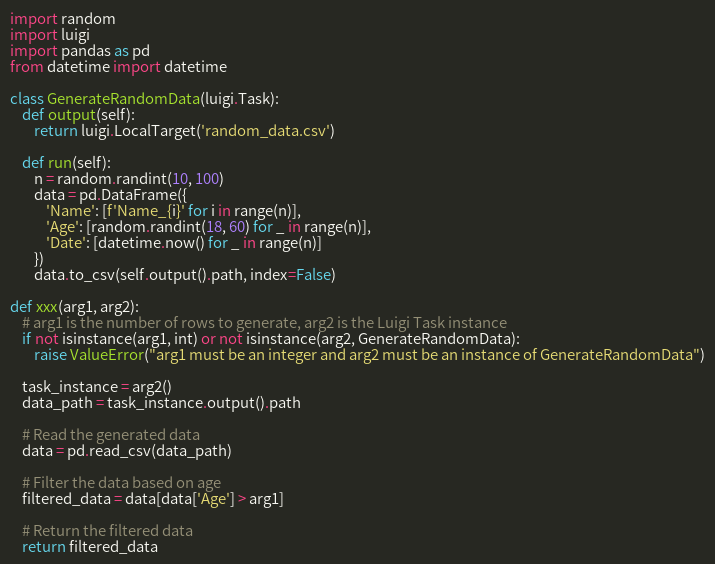 import random
import luigi
import pandas as pd
from datetime import datetime

class GenerateRandomData(luigi.Task):
    def output(self):
        return luigi.LocalTarget('random_data.csv')

    def run(self):
        n = random.randint(10, 100)
        data = pd.DataFrame({
            'Name': [f'Name_{i}' for i in range(n)],
            'Age': [random.randint(18, 60) for _ in range(n)],
            'Date': [datetime.now() for _ in range(n)]
        })
        data.to_csv(self.output().path, index=False)

def xxx(arg1, arg2):
    # arg1 is the number of rows to generate, arg2 is the Luigi Task instance
    if not isinstance(arg1, int) or not isinstance(arg2, GenerateRandomData):
        raise ValueError("arg1 must be an integer and arg2 must be an instance of GenerateRandomData")

    task_instance = arg2()
    data_path = task_instance.output().path

    # Read the generated data
    data = pd.read_csv(data_path)

    # Filter the data based on age
    filtered_data = data[data['Age'] > arg1]

    # Return the filtered data
    return filtered_data